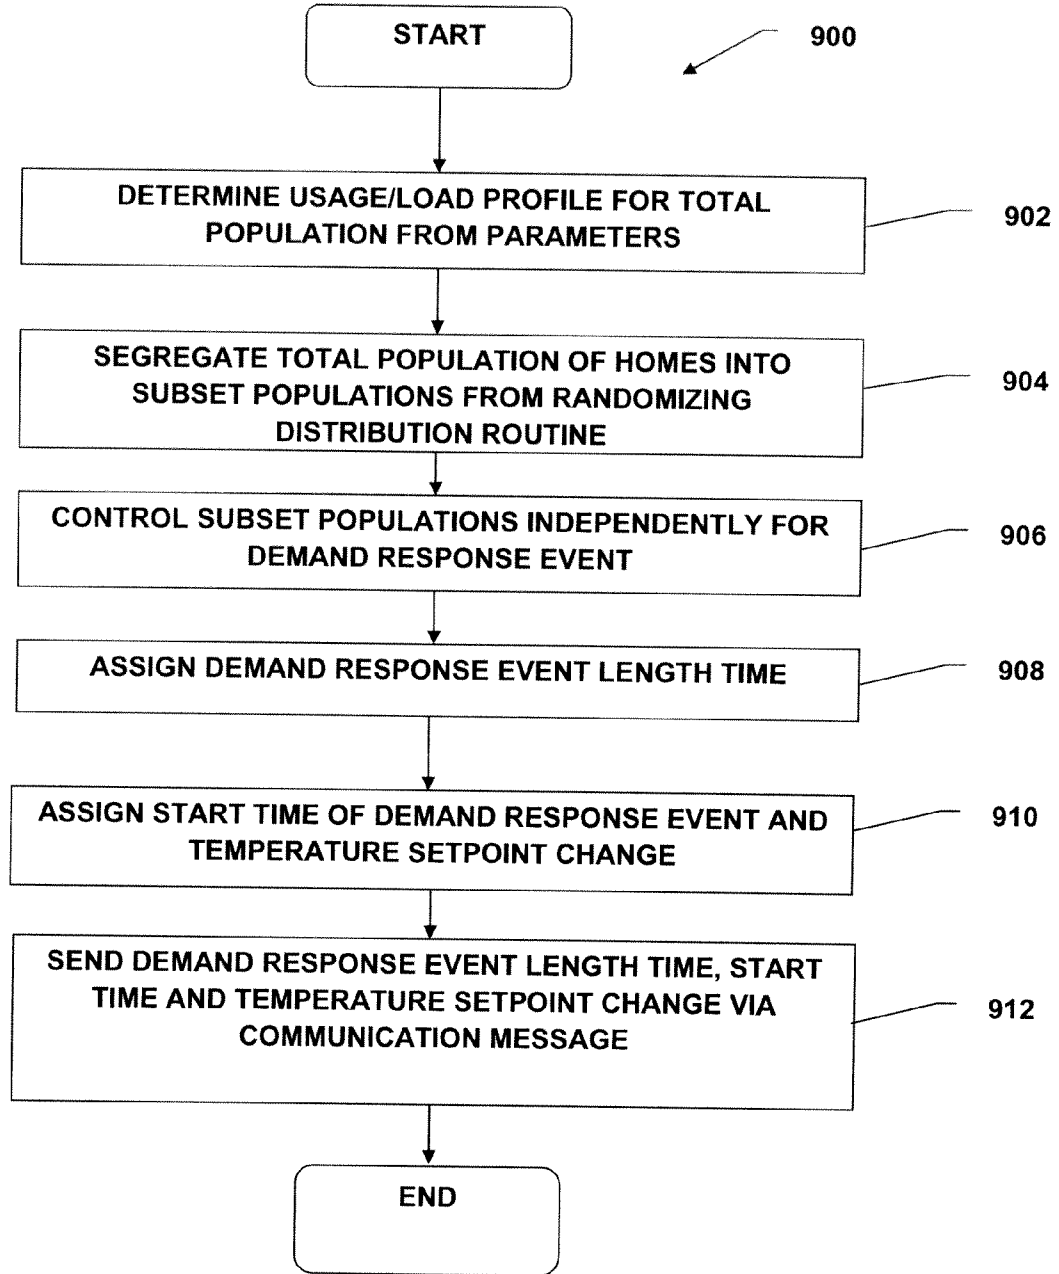 START
900
DETERMINE USAGE/LOAD PROFILE FOR TOTAL
POPULATION FROM PARAMETERS
902
SEGREGATE TOTAL POPULATION OF HOMES INTO
SUBSET POPULATIONS FROM RANDOMIZING
DISTRIBUTION ROUTINE
904
CONTROL SUBSET POPULATIONS INDEPENDENTLY FOR
DEMAND RESPONSE EVENT
906
ASSIGN DEMAND RESPONSE EVENT LENGTH TIME
908
ASSIGN START TIME OF DEMAND RESPONSE EVENT AND
TEMPERATURE SETPOINT CHANGE
910
SEND DEMAND RESPONSE EVENT LENGTH TIME, START
TIME AND TEMPERATURE SETPOINT CHANGE VIA
COMMUNICATION MESSAGE
912
END